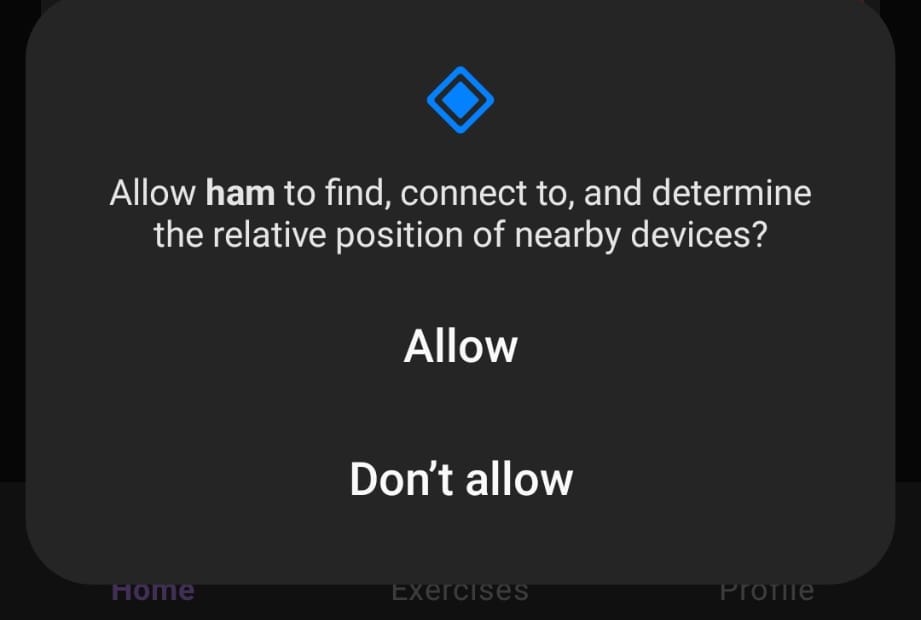 Allow ham to find, connect to, and determine
the relative position of nearby devices?
Allow
Don’t allow
Home Exercises Profile